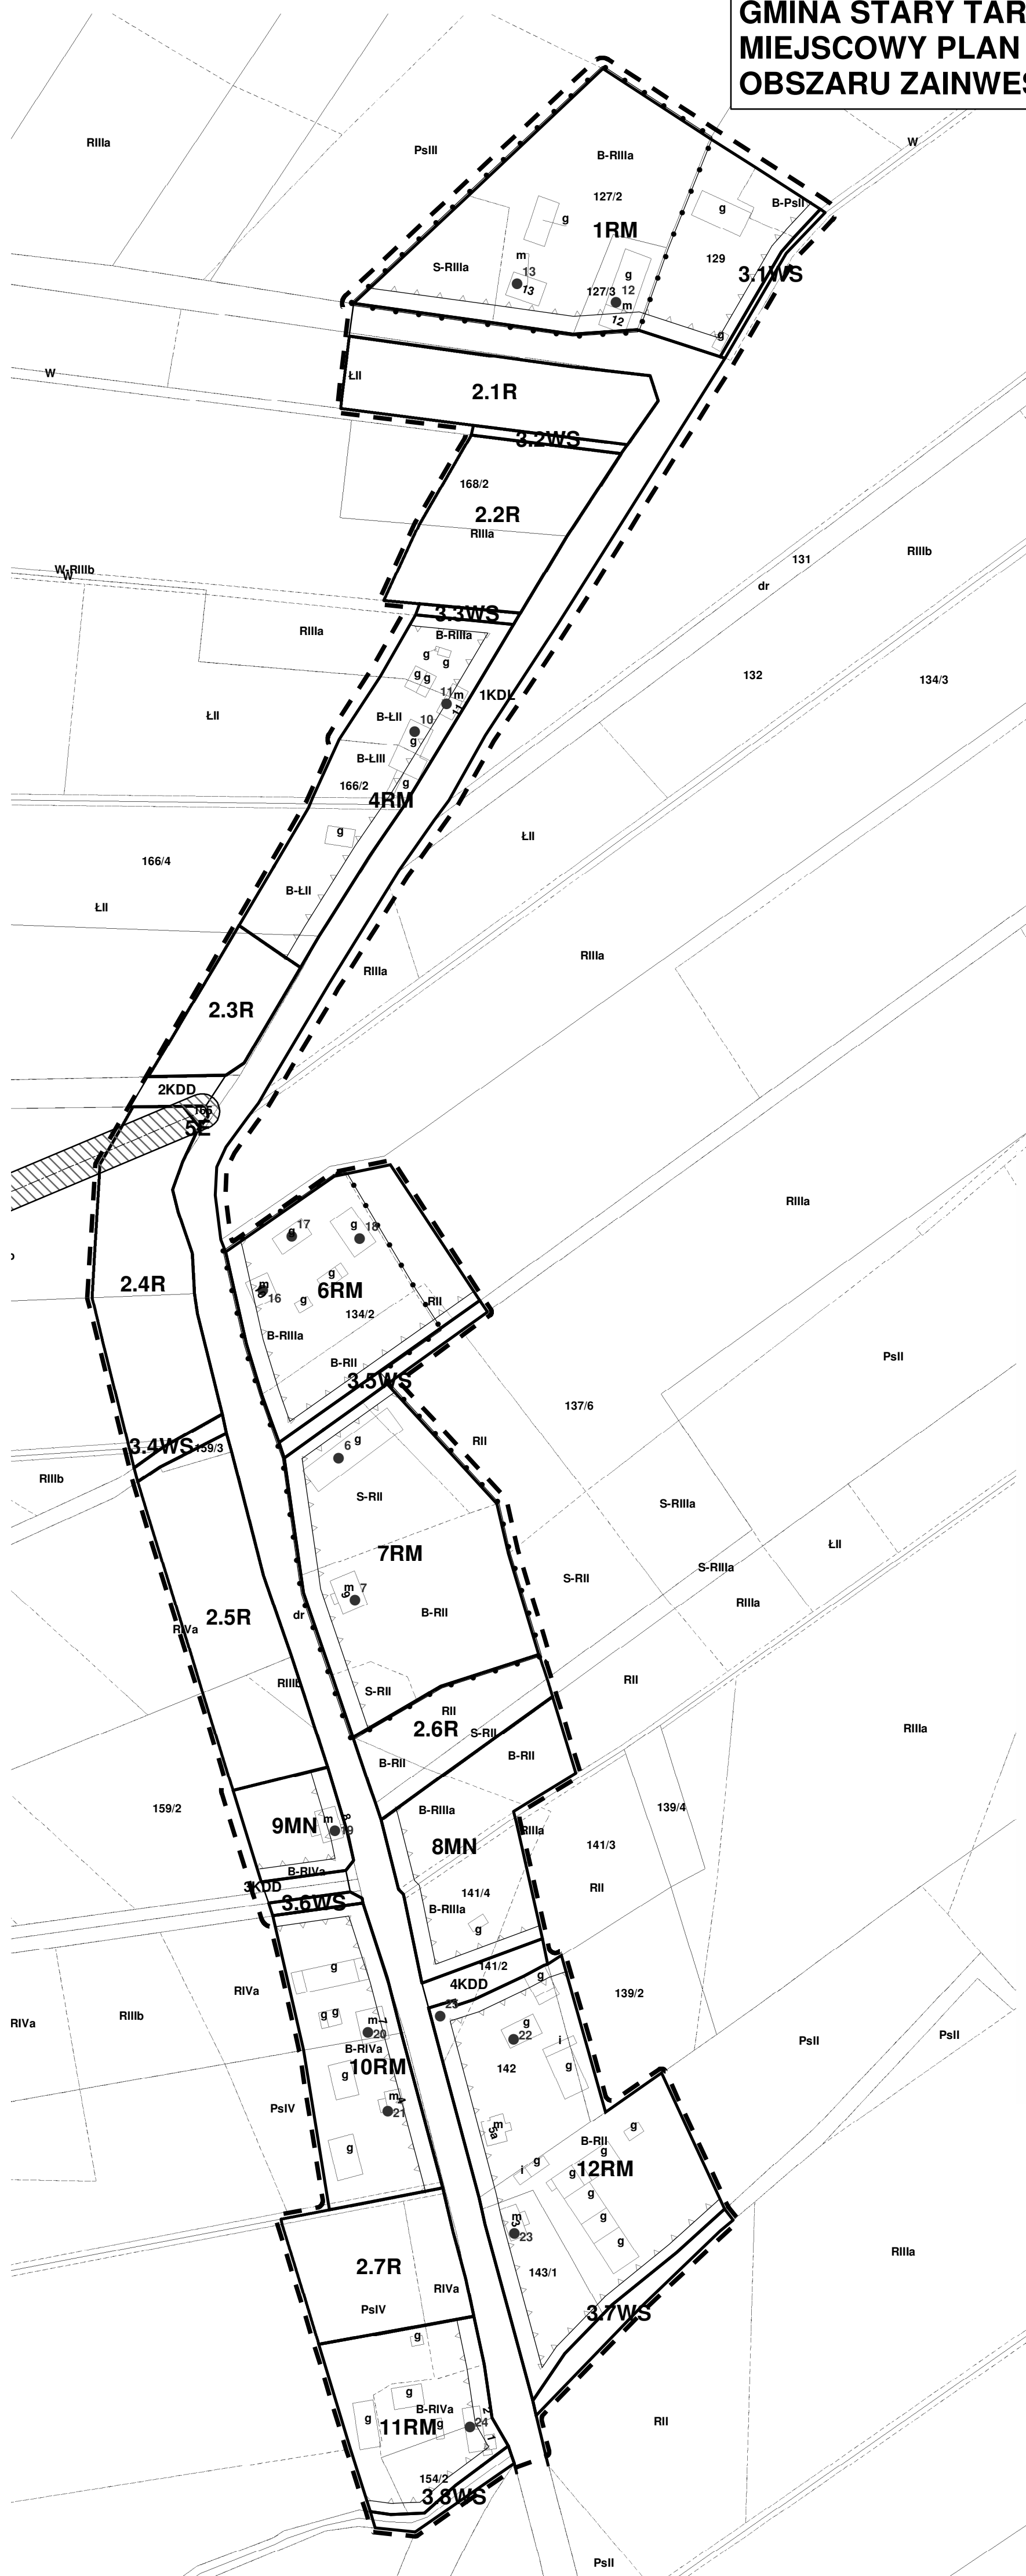 GMINA STARY TAR
MIEJSCOWY PLAN
OBSZARU ZAINWES
RIIIa
PsIII
B-RIIIa
W
127/2
g
g
B-PsII
1RM
129
S-RIIIa
m
13
13
g
127/3
12
m
12
3.1WS
g
W
ŁII
2.1R
3.2WS
168/2
2.2R
RIIIa
131
RIIIb
dr
W-RIIIb
W
3.3WS
RIIIa
B-RIIIa
g
g
g
g
132
134/3
11
m
11
1KDL
ŁII
B-ŁII
10
g
B-ŁIII
166/2
g
4RM
g
ŁII
166/4
B-ŁII
ŁII
RIIIa
RIIIa
2.3R
2KDD
5E
RIIIa
17
g
g
18
2.4R
m
16
g
g
6RM
RII
134/2
B-RIIIa
B-RII
3.5WS
PsII
137/6
3.4WS
159/3
6
g
RII
RIIIb
S-RII
S-RIIIa
7RM
ŁII
S-RIIIa
m
7
S-RII
RIIIa
2.5R
dr
B-RII
RIVa
RIIIb
S-RII
RII
RII
2.6R
S-RII
RIIIa
B-RII
B-RII
159/2
9MN
m
19
B-RIIIa
8MN
RIIIa
139/4
141/3
B-RIVa
3KDD
3.6WS
141/4
RII
B-RIIIa
g
141/2
4KDD
g
RIVa
g
139/2
RIVa
RIIIb
g
g
m
20
B-RIVa
10RM
g
22
i
g
142
PsII
PsII
g
m
21
PsIV
g
m
5a
g
B-RII
g
g
i
g
12RM
g
g
g
m
3
23
2.7R
143/1
RIIIa
RIVa
PsIV
3.7WS
g
g
B-RIVa
g
11RM
g
24
RII
154/2
3.8WS
PsII